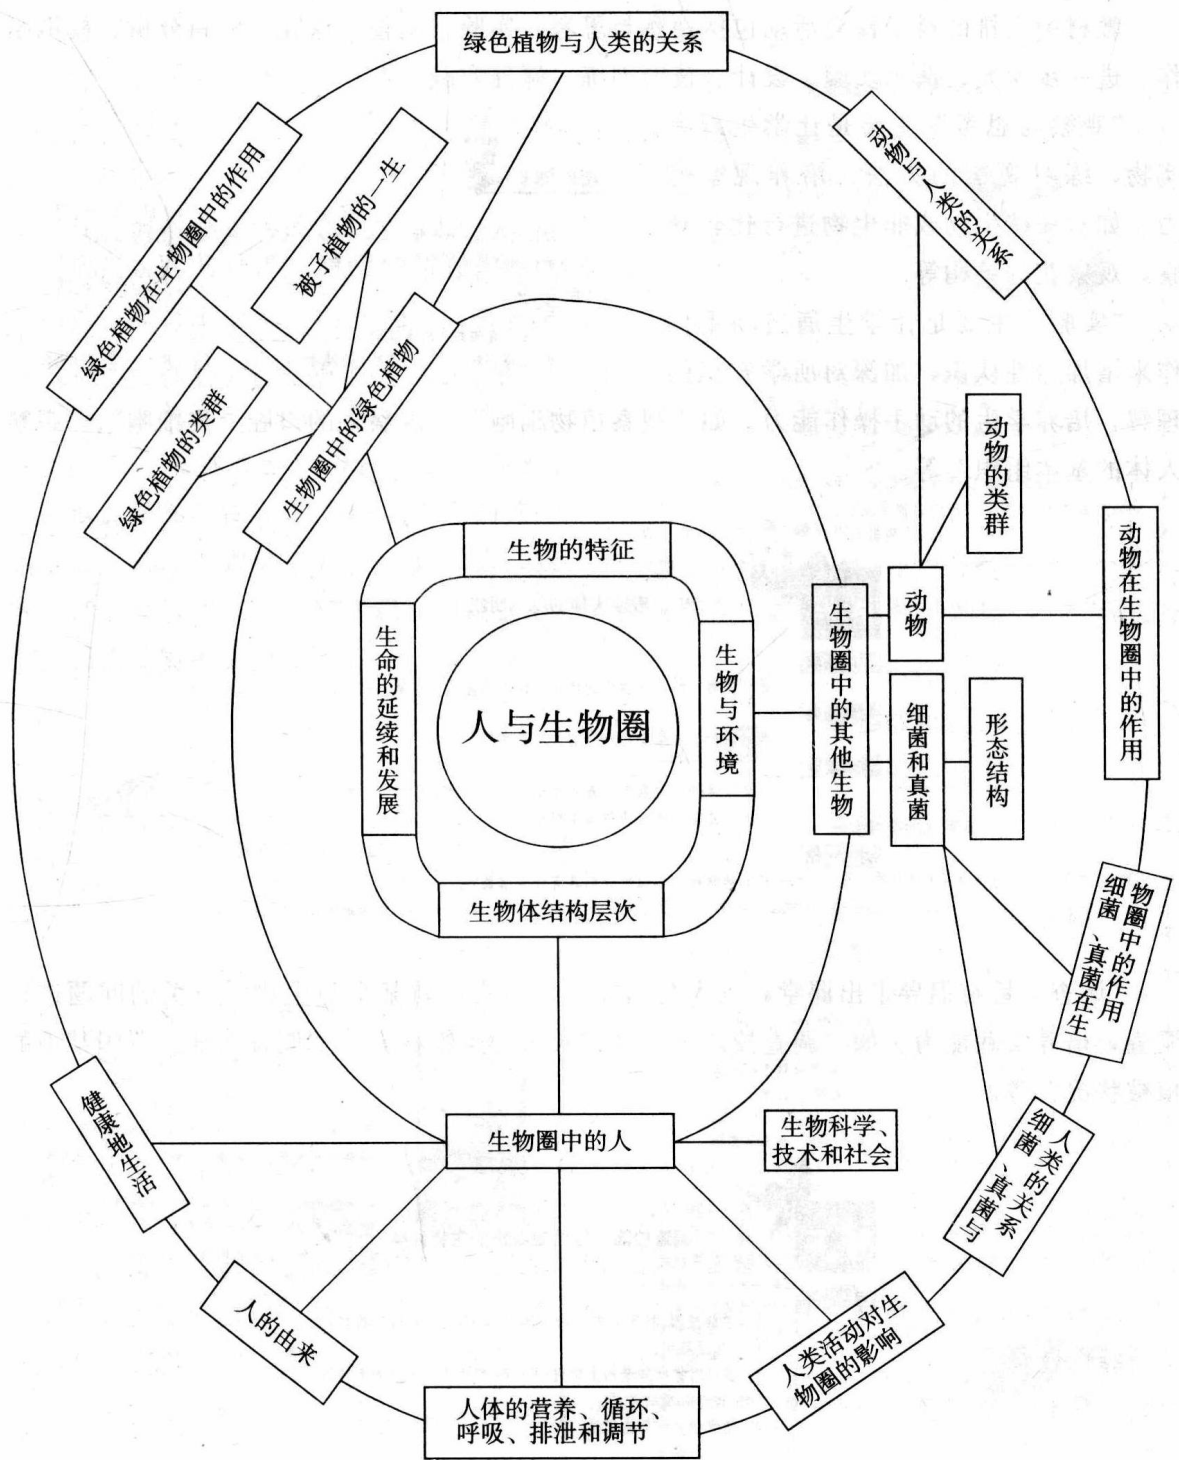 绿色植物与人类的关系
绿色植物在生物圈中的作用
被子植物的一生
绿色植物的类群
生物圈中的绿色植物
动物与人类的关系
动物的类群
动物
动物在生物圈中的作用
生物的特征
生命的延续和发展
人与生物圈
生物与环境
生物体结构层次
生物圈中的其他生物
细菌和真菌
形态结构
细菌、真菌在生
物圈中的作用
细菌、真菌与
人类的关系
生物圈中的人
生物科学、
技术和社会
健康地生活
人的由来
人体的营养、循环、
呼吸、排泄和调节
人类活动对生
物圈的影响